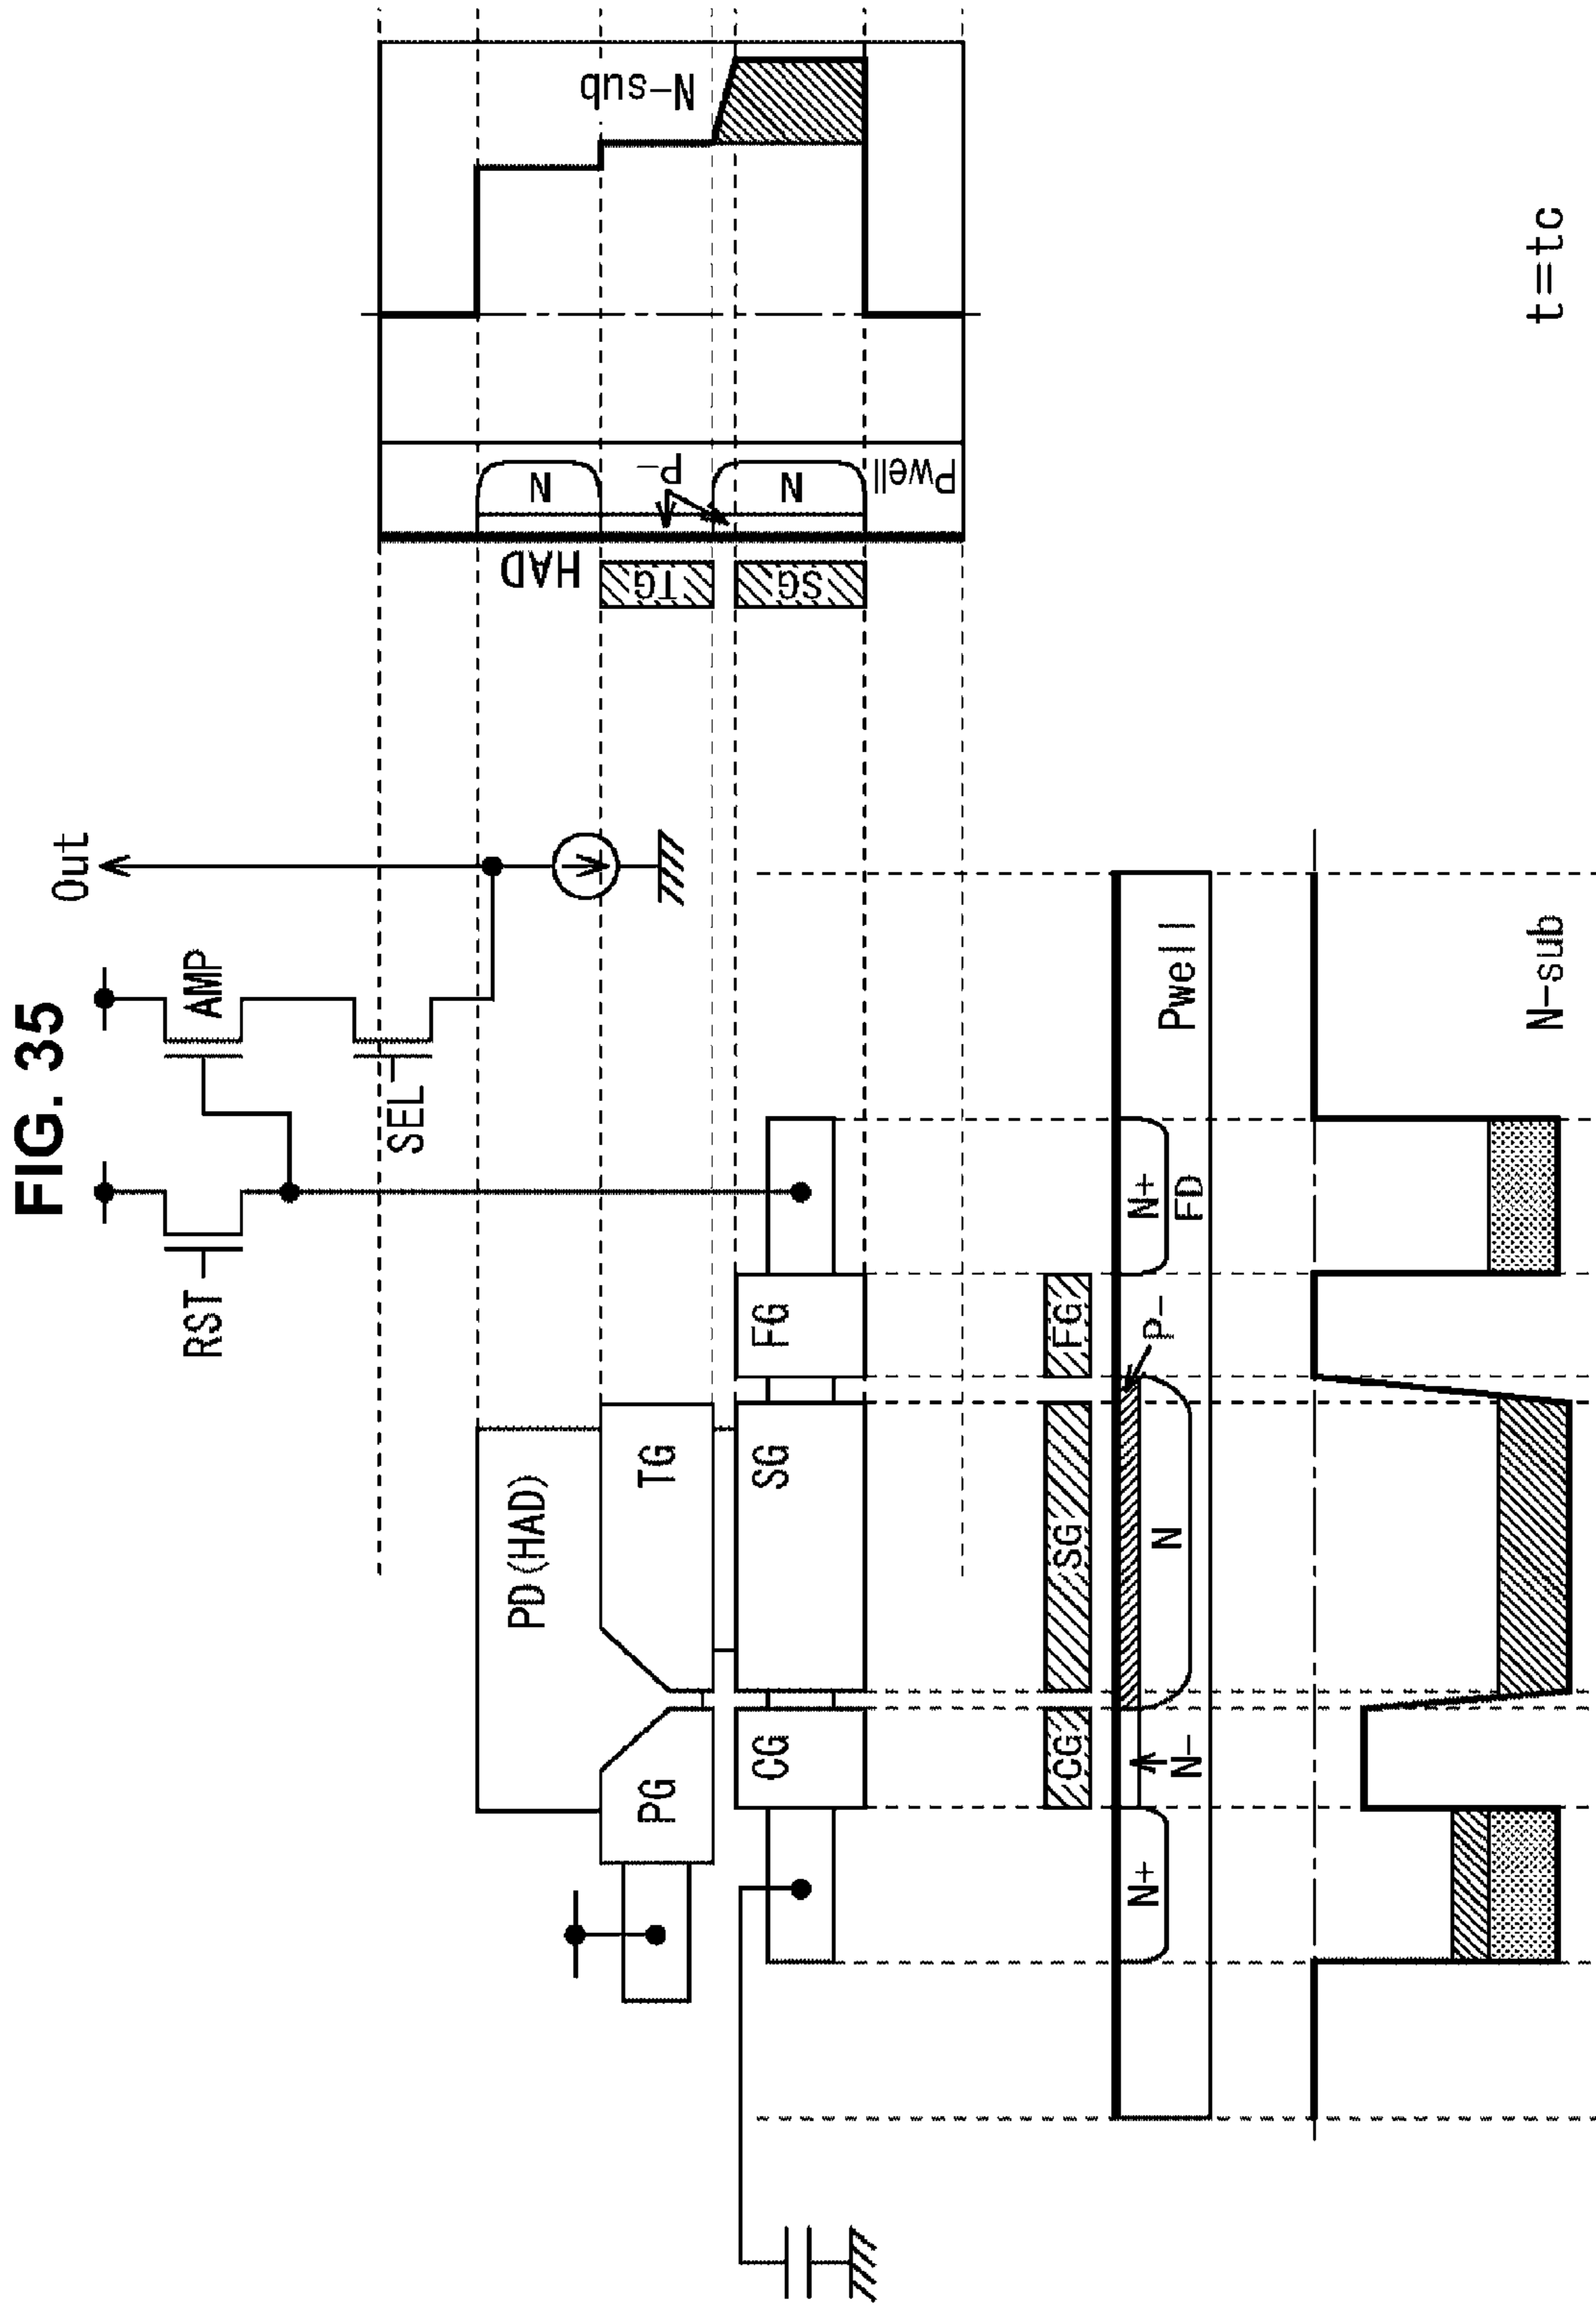 FIG. 35
RST
AMP
SEL
Out
PD(HAD)
PG
TG
CG
SG
FG
CG
SG
FG
N+
N-
N
P-
N+
FD
Pwell
N-sub
HAD
TG
SG
N
P-
N
Pwell
N-sub
t=tc